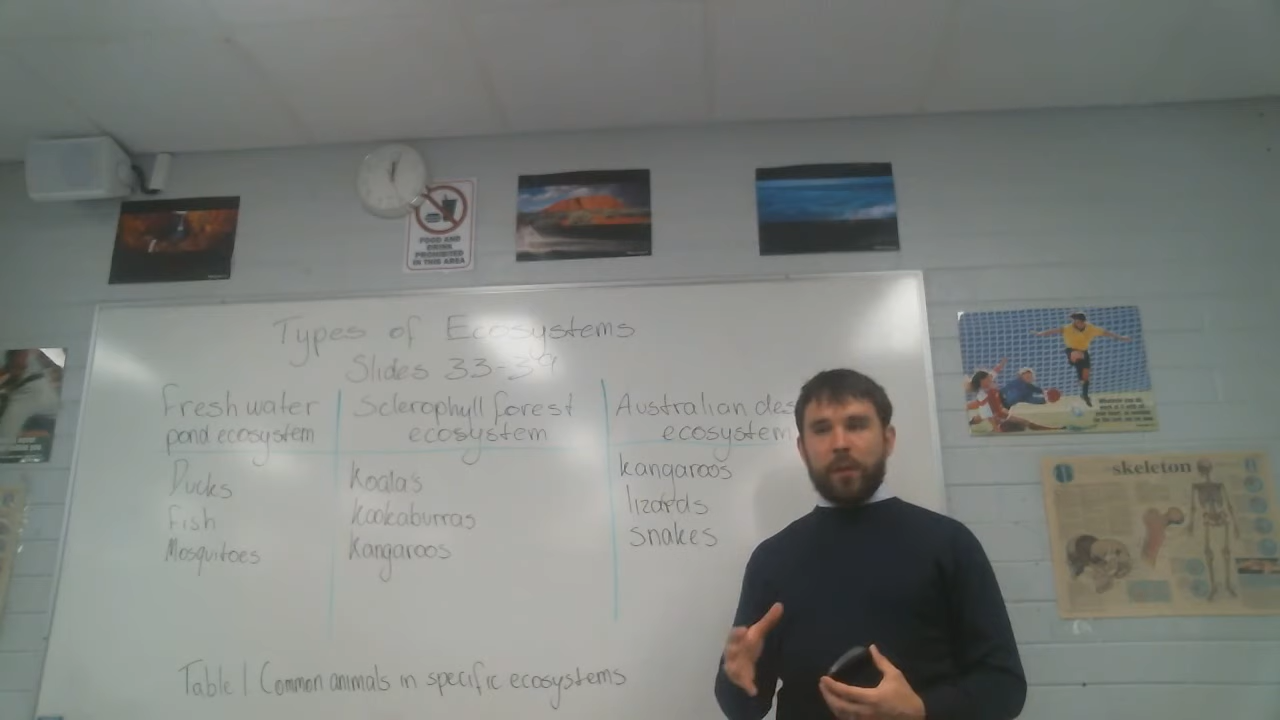 FOOD AND
DRINK
PROHIBITED
IN THIS AREA
Types of Ecosystems
Slides 33-39
Fresh water
pond ecosystem
Ducks
Fish
Mosquitoes
Sclerophyll forest
ecosystem
Koala's
kookaburras
Kangaroos
Australian des
ecosystem
kangaroos
lizards
snakes
Table 1 Common animals in specific ecosystems
skeleton